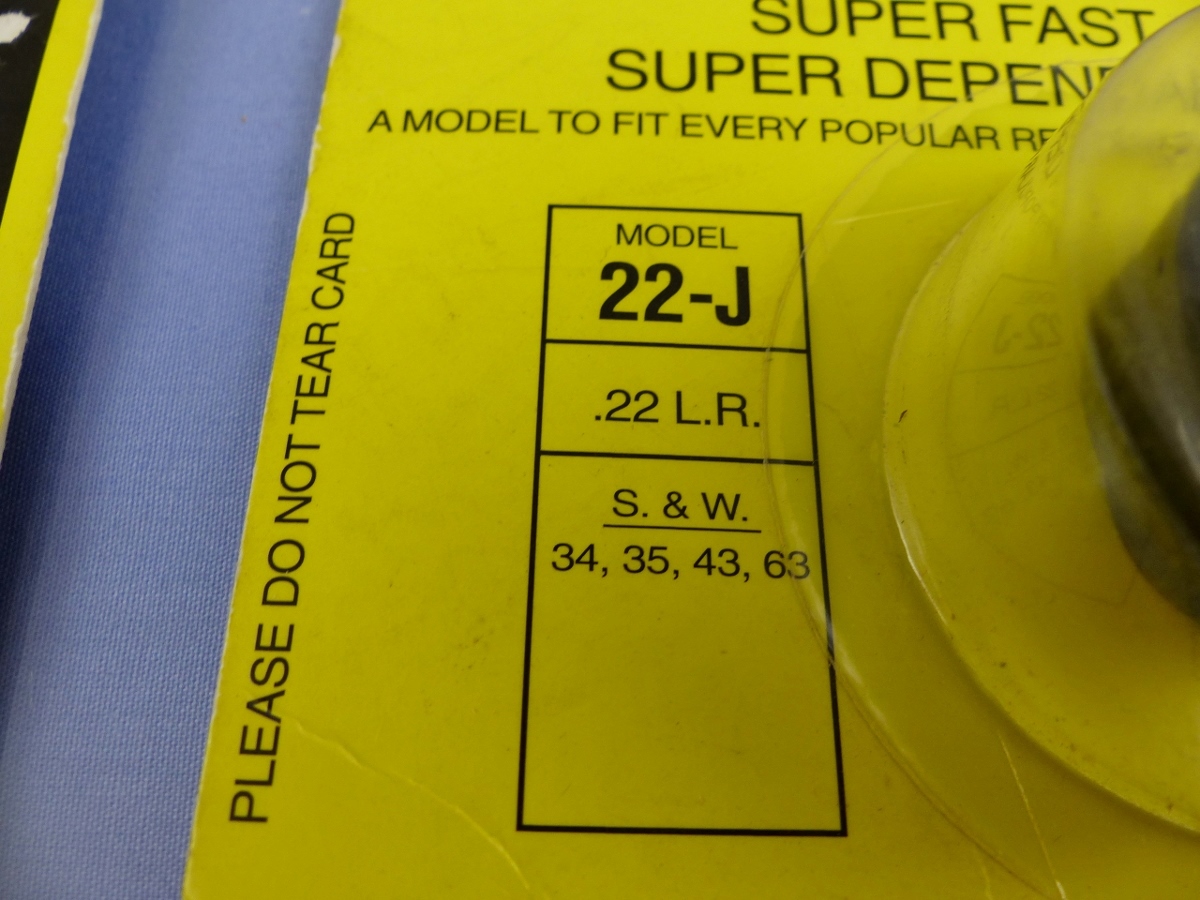 SUPER FAST
SUPER
A MODEL TO FIT EVERY POPULAR
PLEASE DO NOT TEAR CARD
MODEL
22-J
.22 L.R.
S. & W.
34, 35, 43, 63